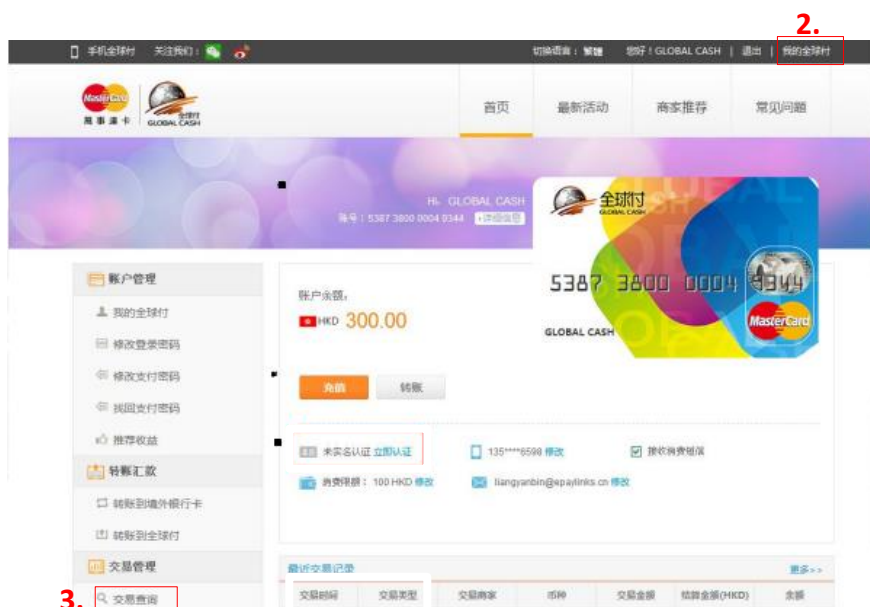 2.
手机全球付 关注我们： 切换语言：繁體 您好！GLOBAL CASH | 退出 | 我的全球付
MasterCard
萬事達卡
全球付
GLOBAL CASH
首页 最新活动 商家推荐 常见问题
Hi, GLOBAL CASH
账号：5387 3800 0004 9344 详细信息
全球付
GLOBAL CASH
5387 3800 0004 9344
GLOBAL CASH
MasterCard
账户管理
我的全球付
修改登录密码
修改支付密码
找回支付密码
推荐收益
转账汇款
转账到境外银行卡
转账到全球付
交易管理
3. 交易查询
账户余额：
HKD 300.00
充值 转账
未实名认证 立即认证 135****6598 修改 接收消费短信
消费限额：100 HKD 修改 liangyanbin@epaylinks.cn 修改
最近交易记录 更多>>
交易时间 交易类型 交易商家 币种 交易金额 结算金额(HKD) 余额